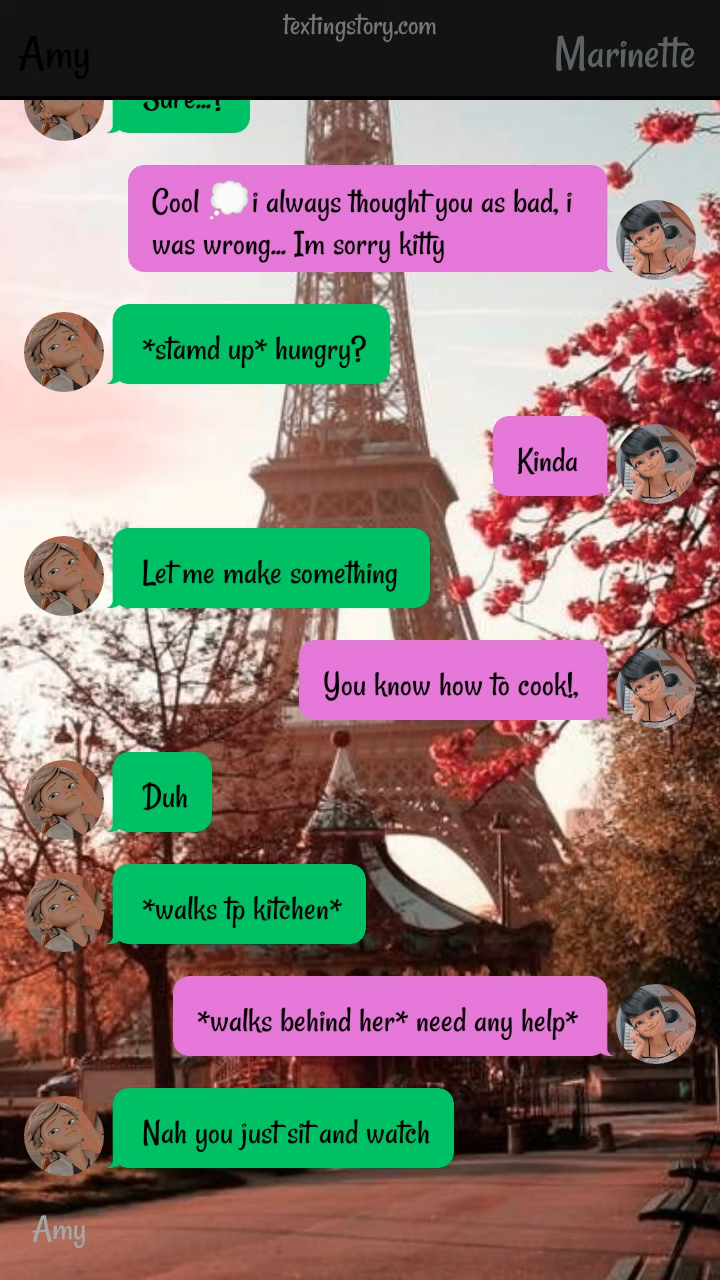 textingstory.com
Amy
Marinette
Sure...!
Cool 💭 i always thought you as bad, i
was wrong... Im sorry kitty
*stamd up* hungry?
Kinda
Let me make something
You know how to cook!,
Duh
*walks tp kitchen*
*walks behind her* need any help*
Nah you just sit and watch
Amy